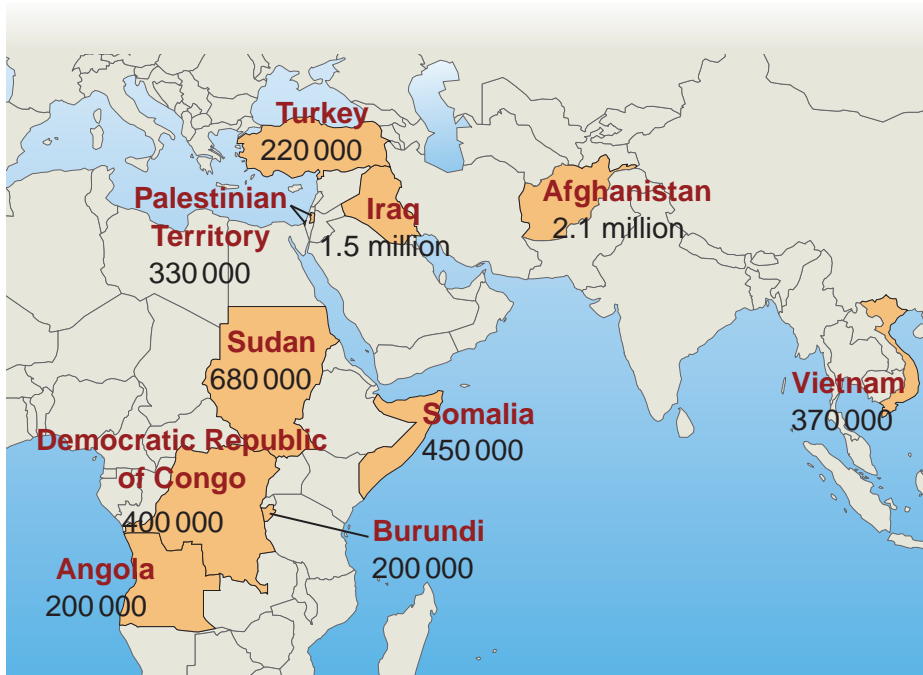 Turkey
220 000
Palestinian
Territory
330 000
Iraq
1.5 million
Afghanistan
2.1 million
Sudan
680 000
Somalia
450 000
Vietnam
370 000
Democratic Republic
of Congo
400 000
Burundi
200 000
Angola
200 000